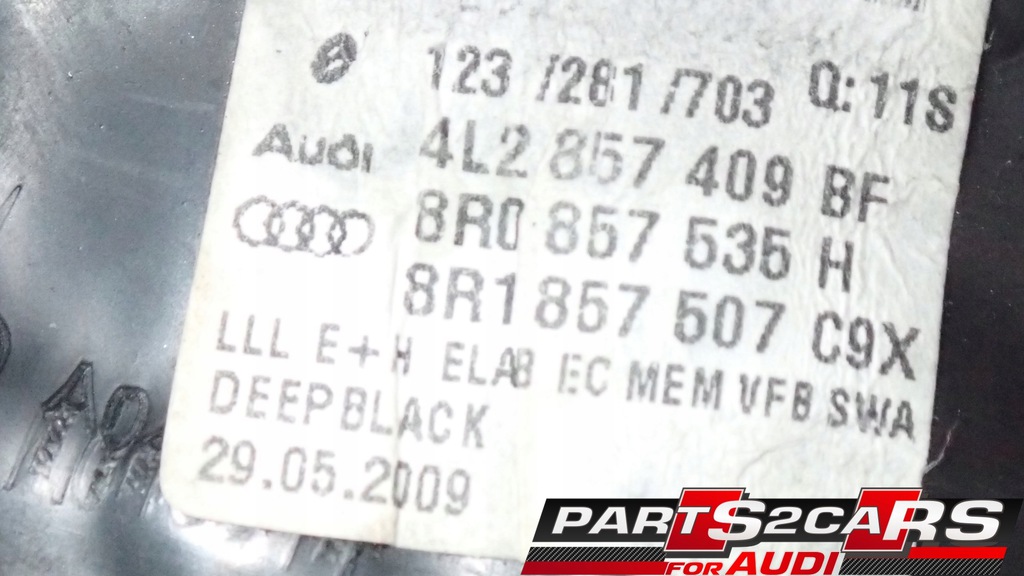 123 /281 /703 Q:11S
Audi 4L2 857 409 BF
8R0 857 535 H
8R1 857 507 C9X
LLL E+H ELAB EC MEM VFB SWA
DEEPBLACK
29.05.2009
PARTS2CARS
FOR AUDI